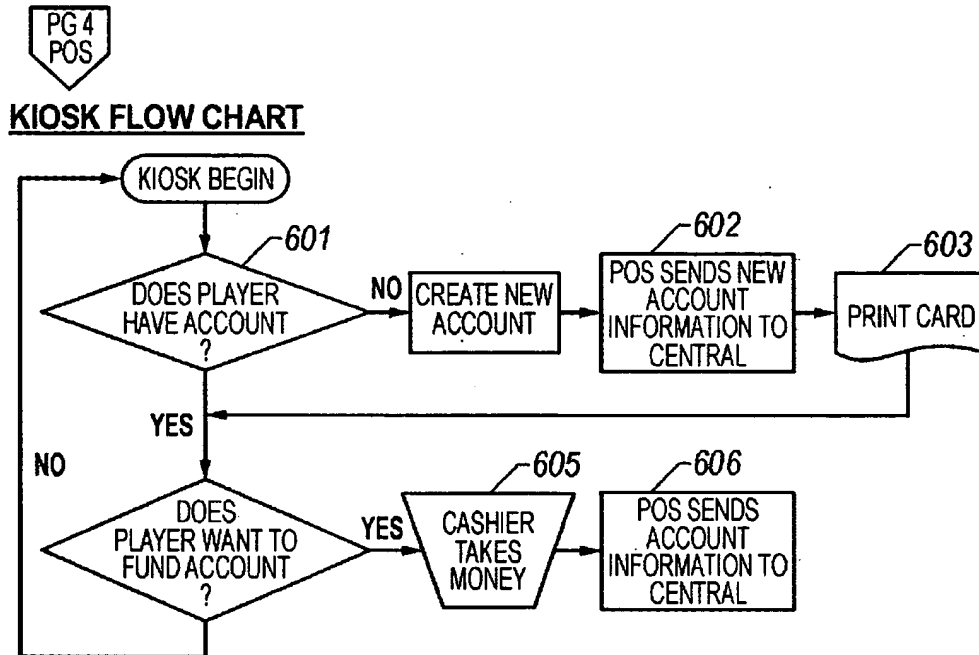 PG 4
POS
KIOSK FLOW CHART
KIOSK BEGIN
601
DOES PLAYER
HAVE ACCOUNT
?
NO
CREATE NEW
ACCOUNT
602
POS SENDS NEW
ACCOUNT
INFORMATION TO
CENTRAL
603
PRINT CARD
YES
NO
DOES
PLAYER WANT TO
FUND ACCOUNT
?
YES
605
CASHIER
TAKES
MONEY
606
POS SENDS
ACCOUNT
INFORMATION TO
CENTRAL